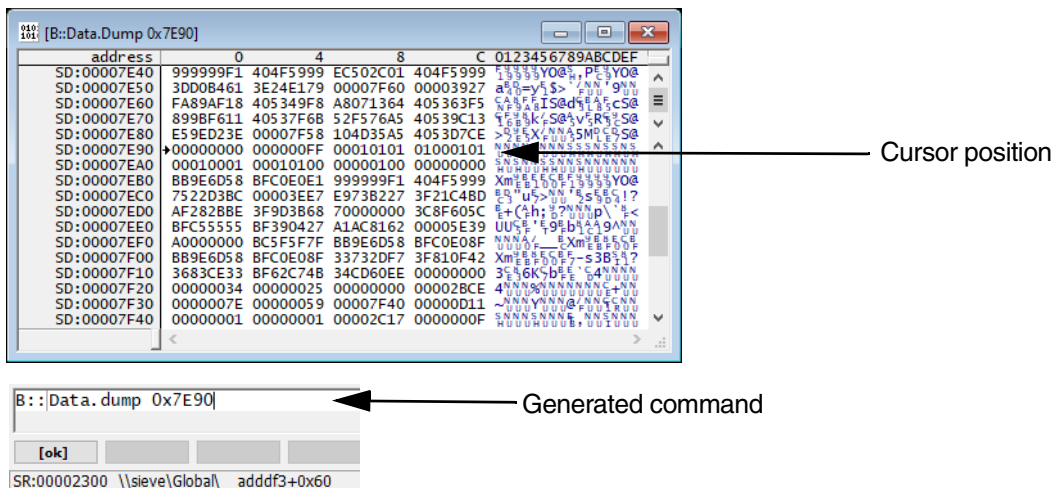 [B::Data.Dump 0x7E90]
address 0 4 8 C 0123456789ABCDEF
SD:00007E40 999999F1 404F5999 EC502C01 404F5999
SD:00007E50 3DD0B461 3E24E179 00007F60 00003927
SD:00007E60 FA89AF18 405349F8 A8071364 405363F5
SD:00007E70 899BF611 40537F6B 52F576A5 40539C13
SD:00007E80 E59ED23E 00007F58 104D35A5 4053D7CE
SD:00007E90 00000000 000000FF 00010101 01000101
Cursor position
SD:00007EA0 00010001 00010100 00000100 00000000
SD:00007EB0 BB9E6D58 BFC0E0E1 999999F1 404F5999
SD:00007EC0 7522D3BC 00003EE7 E973B227 3F21C4BD
SD:00007ED0 AF282BBE 3F9D3B68 70000000 3C8F605C
SD:00007EE0 BFC55555 BF390427 A1AC8162 00005E39
SD:00007EF0 A0000000 BC5F5F7F BB9E6D58 BFC0E08F
SD:00007F00 BB9E6D58 BFC0E08F 33732DF7 3F810F42
SD:00007F10 3683CE33 BF62C74B 34CD60EE 00000000
SD:00007F20 00000034 00000025 00000000 00002BCE
SD:00007F30 0000007E 00000059 00007F40 00000D11
SD:00007F40 00000001 00000001 00002C17 0000000F
B::Data.dump 0x7E90
Generated command
[ok]
SR:00002300 \\sieve\Global\__adddf3+0x60